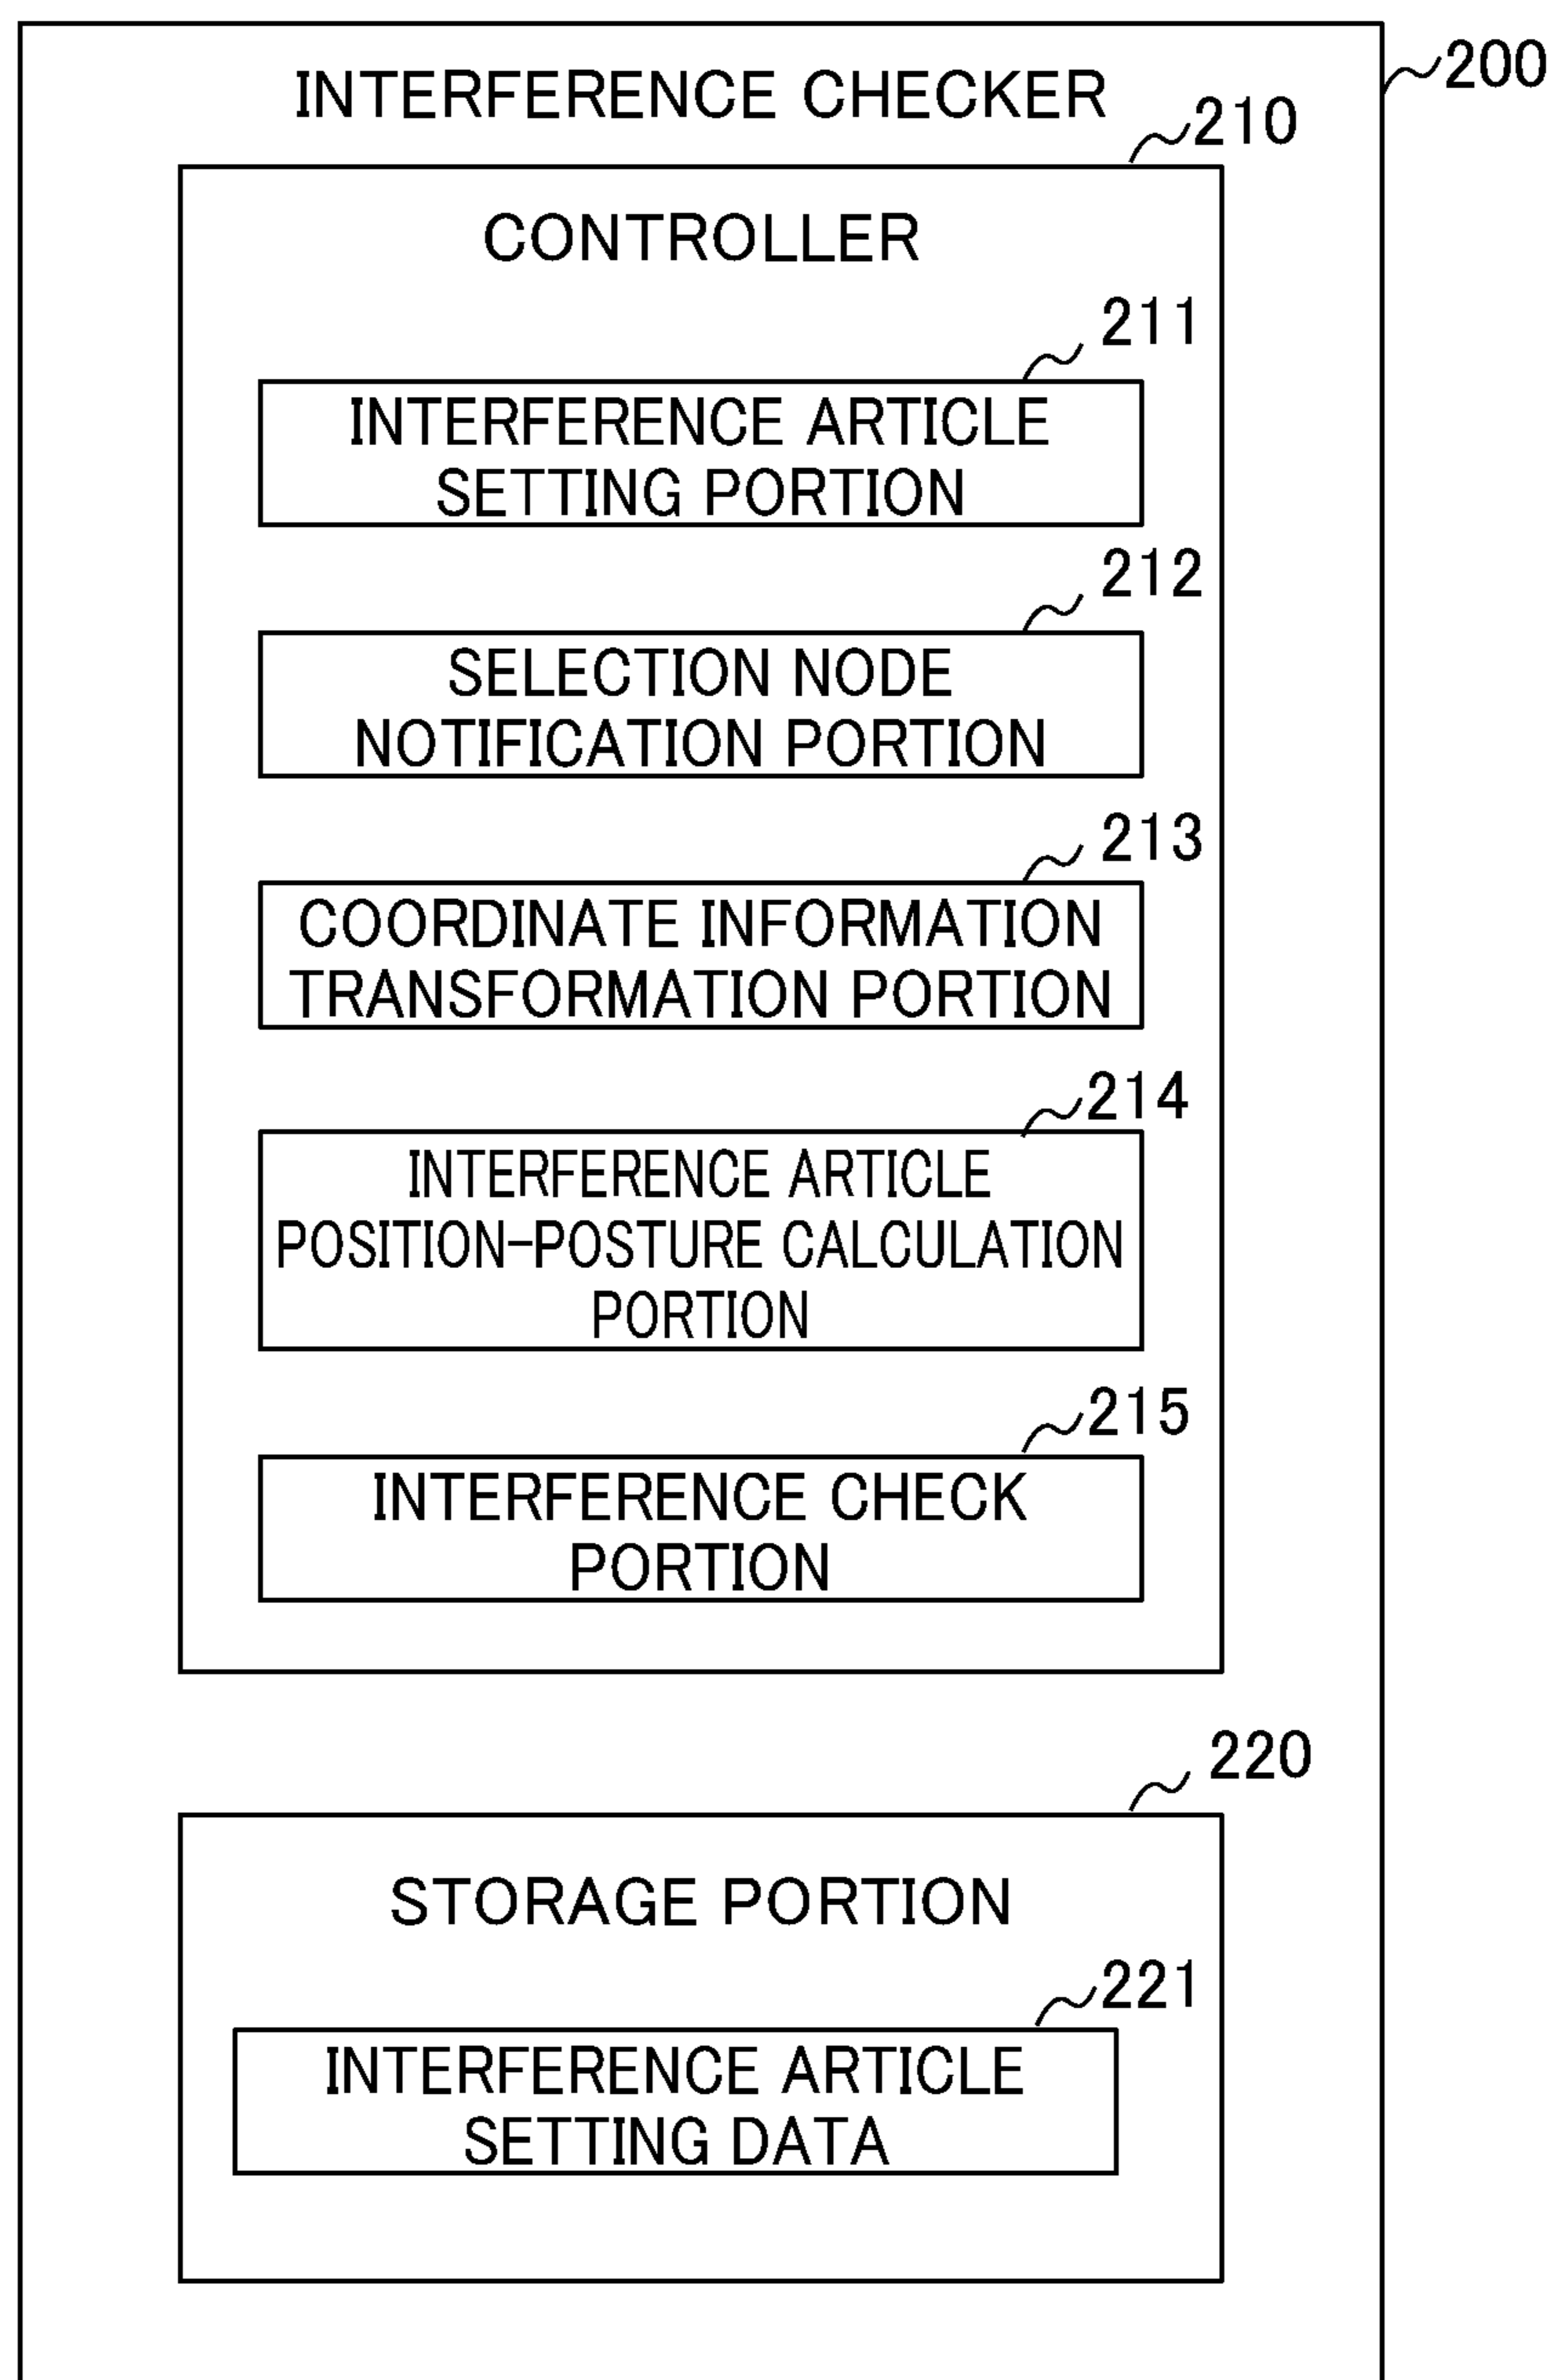 200
INTERFERENCE CHECKER
210
CONTROLLER
211
INTERFERENCE ARTICLE
SETTING PORTION
212
SELECTION NODE
NOTIFICATION PORTION
213
COORDINATE INFORMATION
TRANSFORMATION PORTION
214
INTERFERENCE ARTICLE
POSITION-POSTURE CALCULATION
PORTION
215
INTERFERENCE CHECK
PORTION
220
STORAGE PORTION
221
INTERFERENCE ARTICLE
SETTING DATA